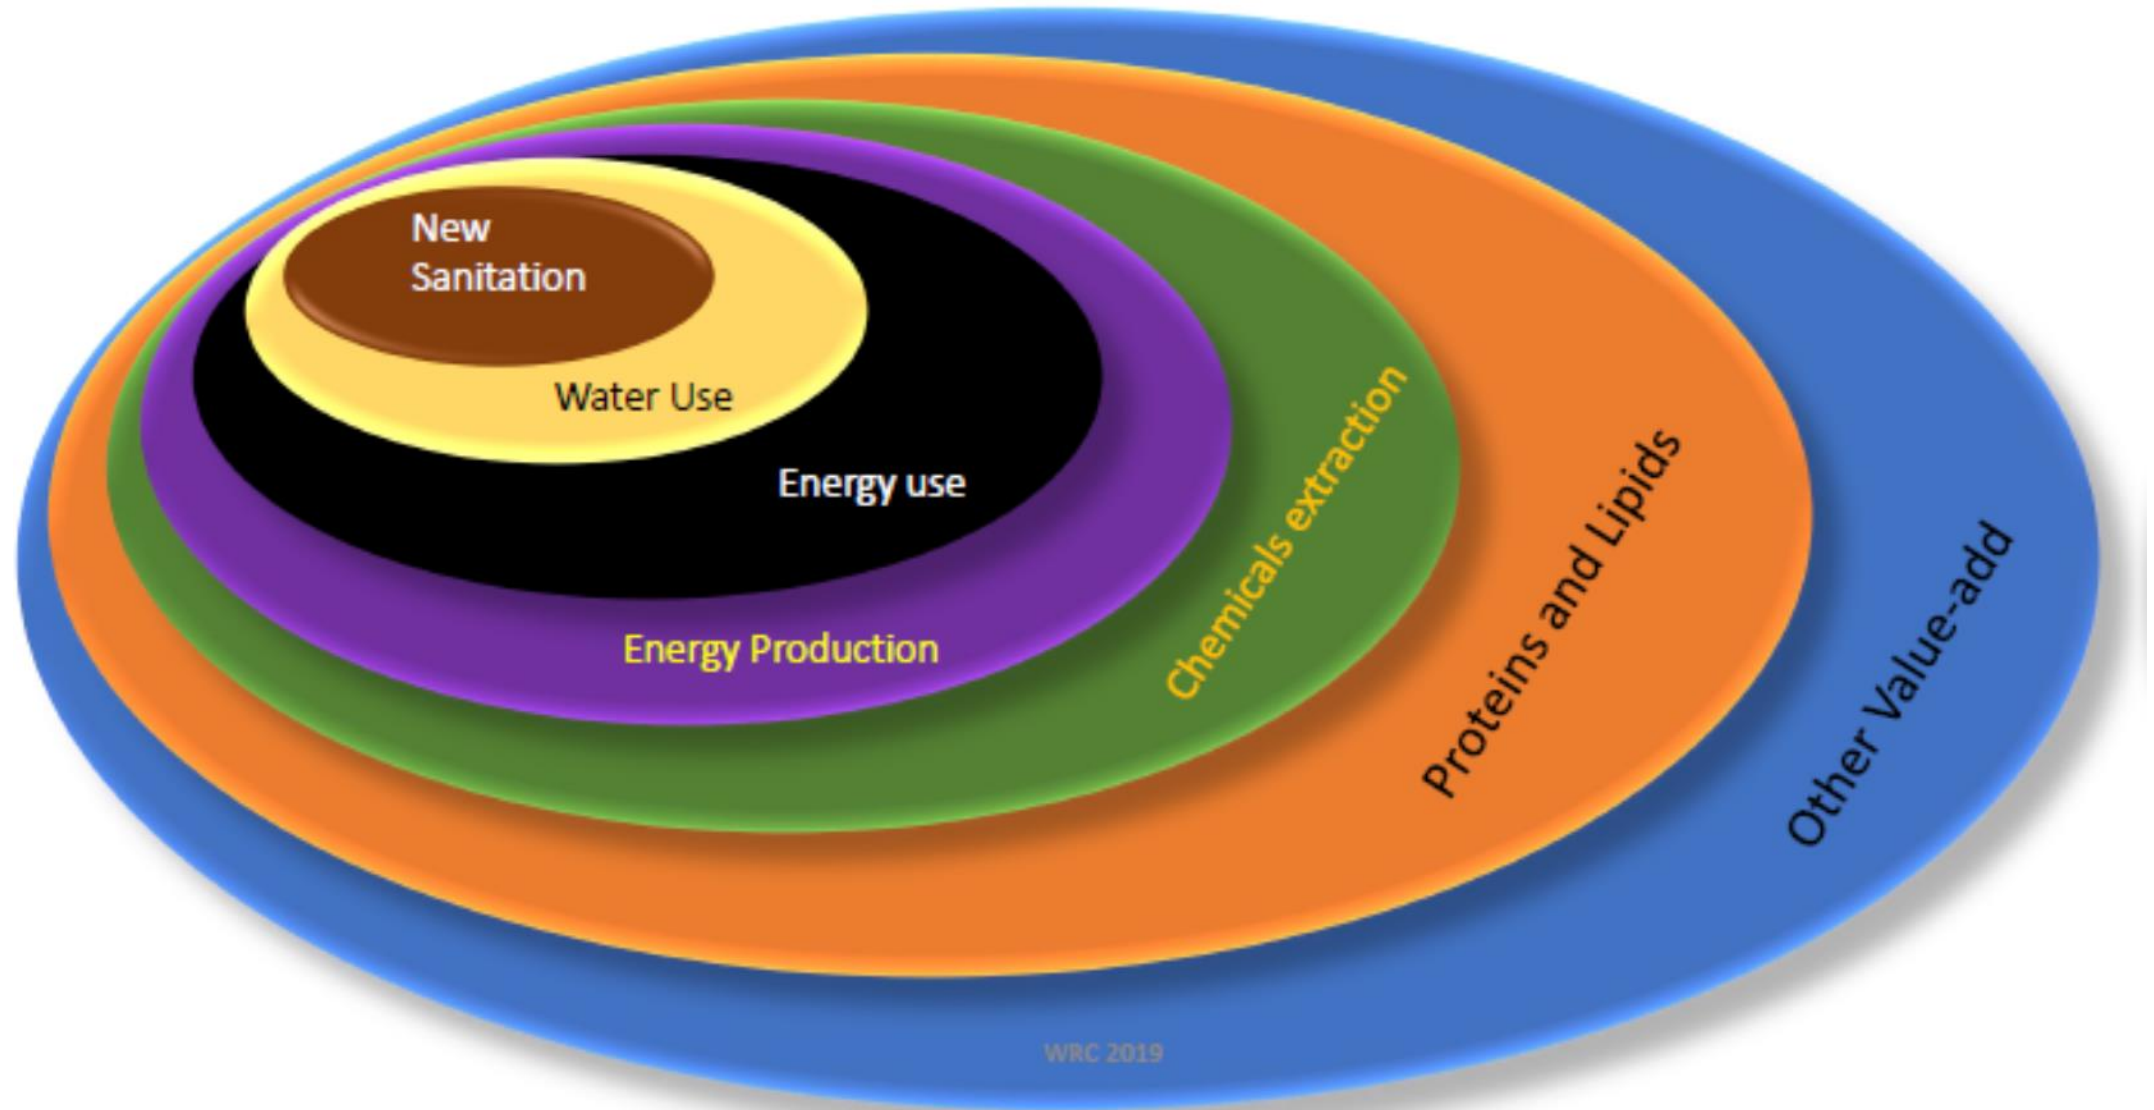 New
Sanitation
Water Use
Energy use
Energy Production
Chemicals extraction
Proteins and Lipids
Other Value-add
WRC 2019